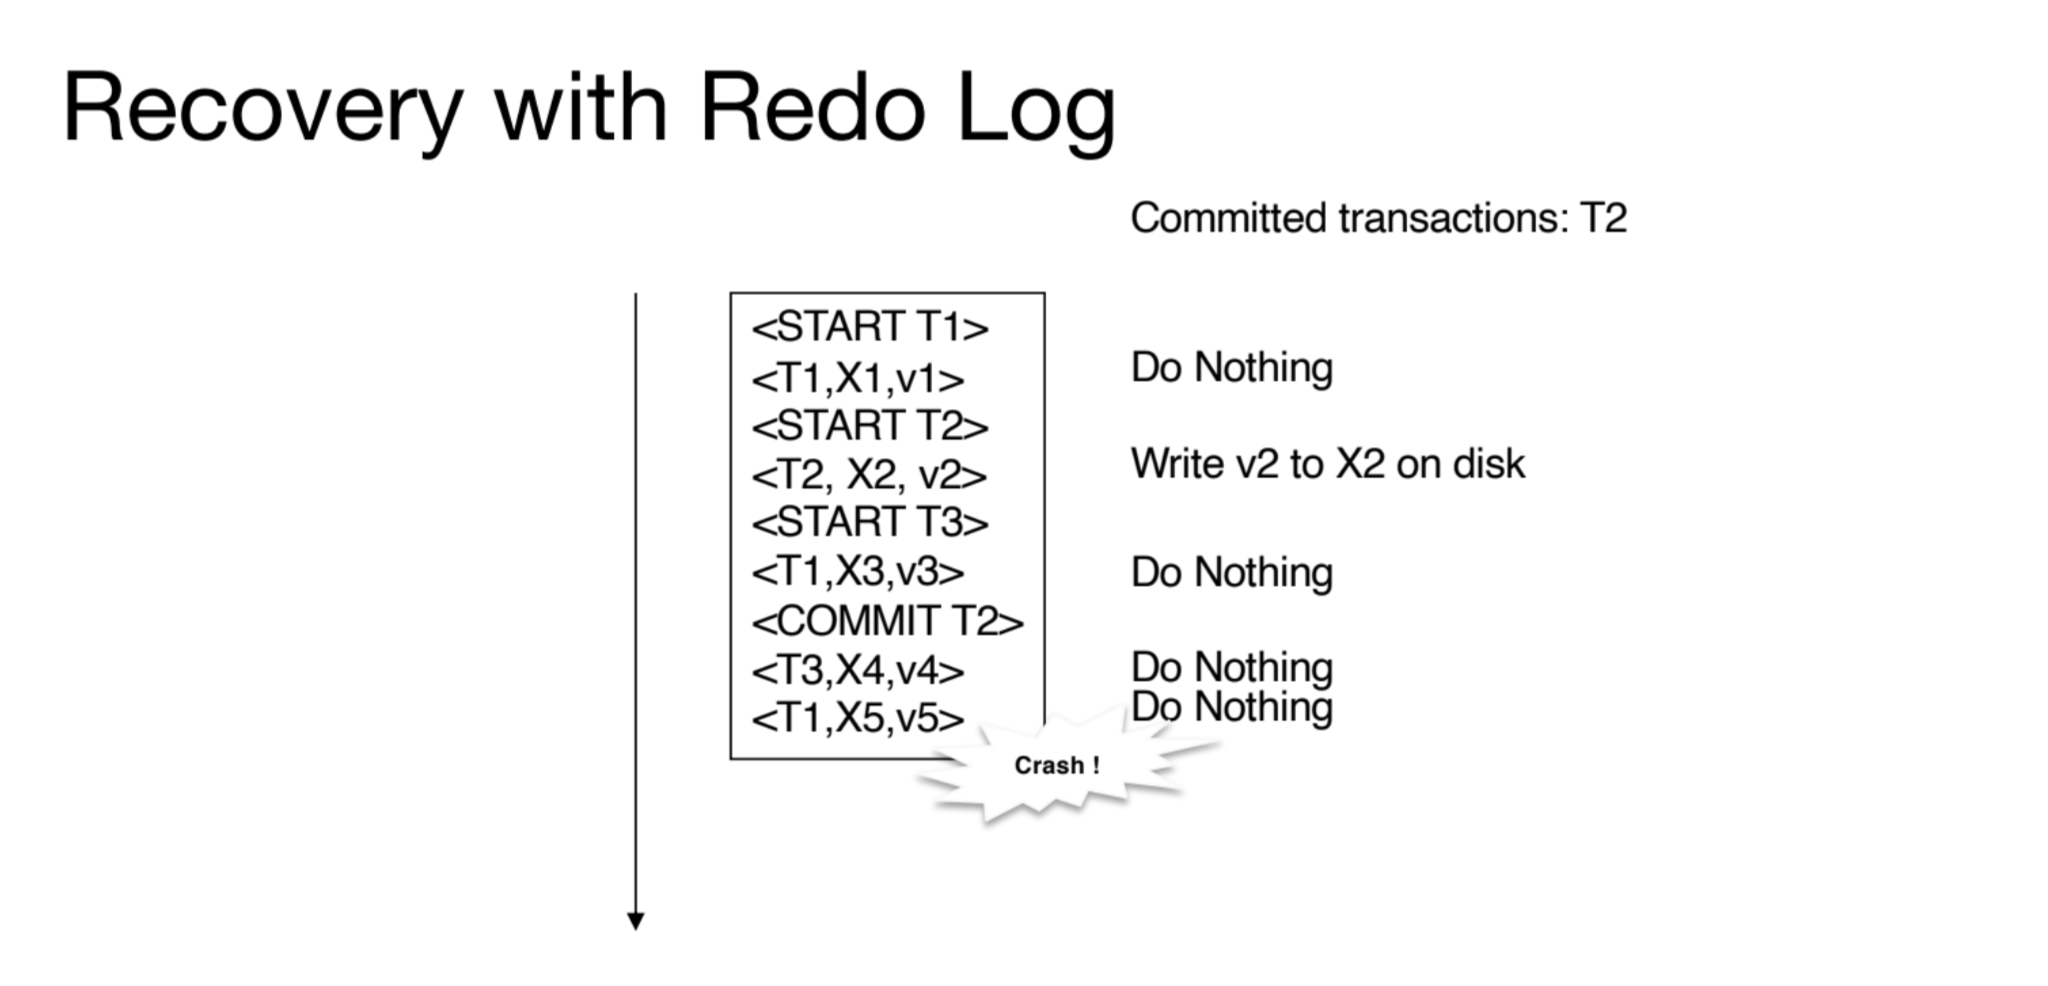 Recovery with Redo Log
Committed transactions: T2
<START T1>
<T1,X1,v1>
Do Nothing
<START T2>
<T2, X2, v2>
Write v2 to X2 on disk
<START T3>
<T1,X3,v3>
Do Nothing
<COMMIT T2>
<T3,X4,v4>
Do Nothing
<T1,X5,v5>
Do Nothing
Crash !